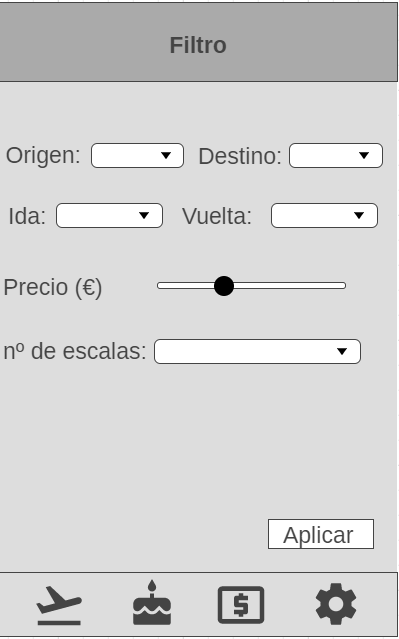 Filtro
Origen: Destino:
Ida: Vuelta:
Precio (€)
nº de escalas:
Aplicar
$